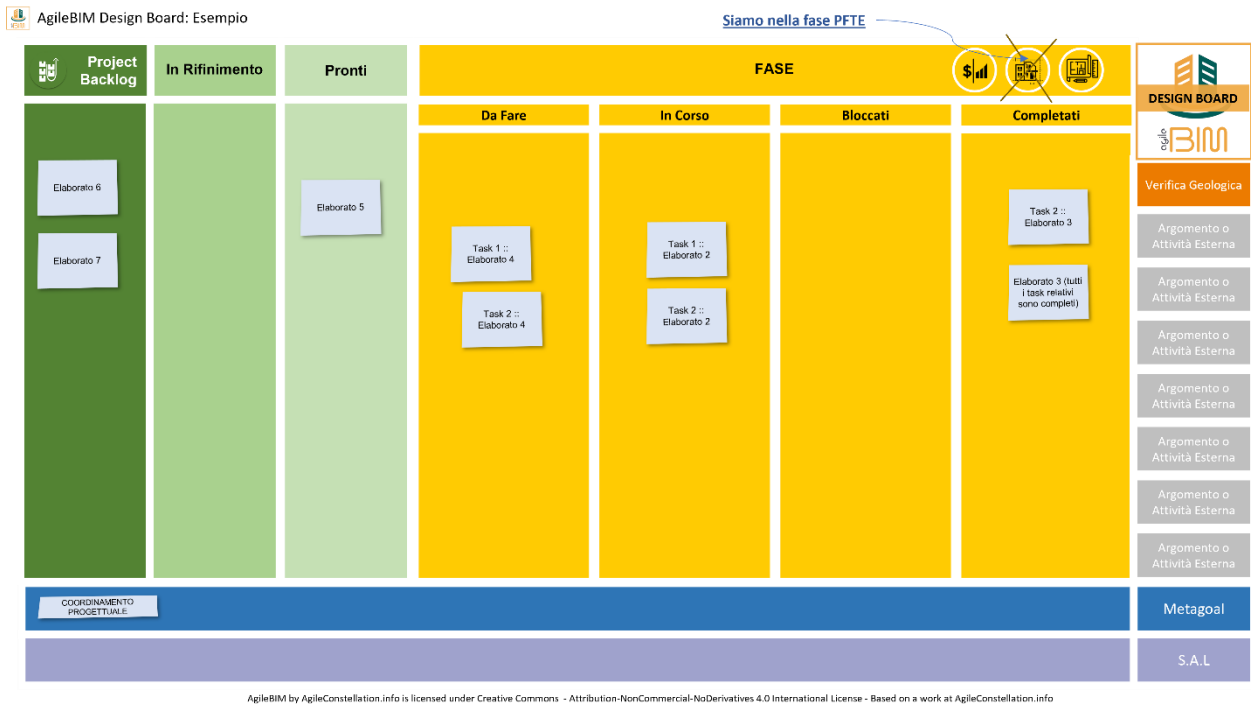 AgileBIM Design Board: Esempio
Siamo nella fase PFTE
Project
Backlog
In Rifinimento
Pronti
FASE
DESIGN BOARD
agile BIM
Da Fare
In Corso
Bloccati
Completati
Elaborato 6
Elaborato 7
Elaborato 5
Task 1 ::
Elaborato 4
Task 2 ::
Elaborato 4
Task 1 ::
Elaborato 2
Task 2 ::
Elaborato 2
Task 2 ::
Elaborato 3
Elaborato 3 (tutti
i task relativi
sono completi)
Verifica Geologica
Argomento o
Attività Esterna
Argomento o
Attività Esterna
Argomento o
Attività Esterna
Argomento o
Attività Esterna
Argomento o
Attività Esterna
Argomento o
Attività Esterna
Argomento o
Attività Esterna
COORDINAMENTO
PROGETTUALE
Metagoal
S.A.L
AgileBIM by AgileConstellation.info is licensed under Creative Commons - Attribution-NonCommercial-NoDerivatives 4.0 International License - Based on a work at AgileConstellation.info